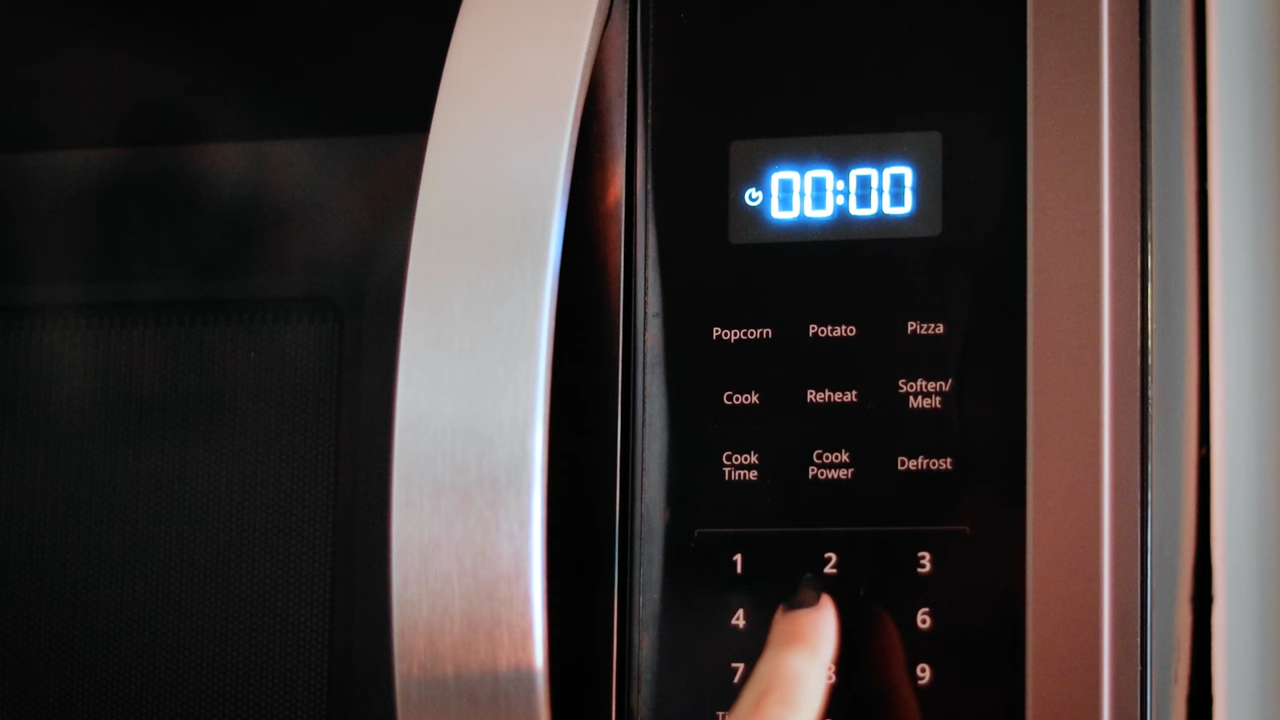 00:00
Popcorn Potato Pizza
Cook Reheat Soften/
Melt
Cook
Time
Cook
Power
Defrost
1 2 3
4 6
7 8 9